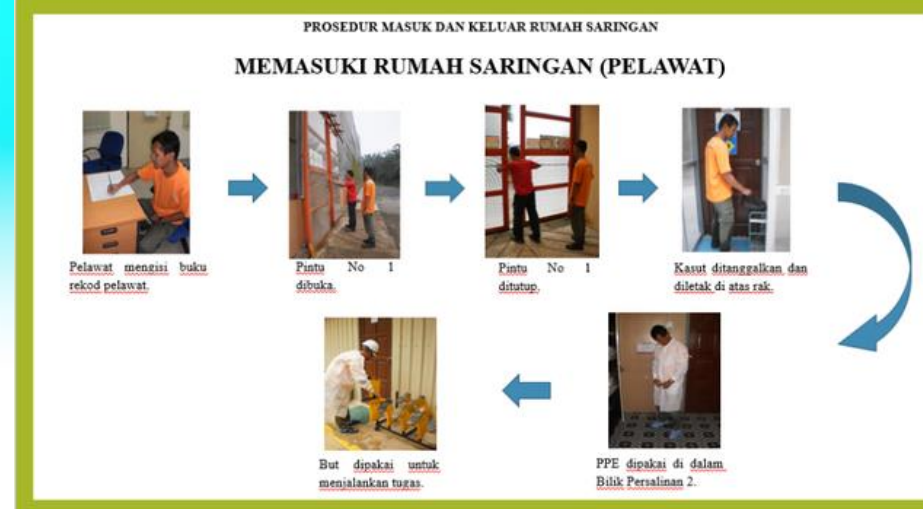 PROSEDUR MASUK DAN KELUAR RUMAH SARINGAN
MEMASUKI RUMAH SARINGAN (PELAWAT)
Pelawat mengisi buku
rekod pelawat.
Pintu No 1
dibuka.
Pintu No 1
ditutup.
Kasut ditanggalkan dan
diletak di atas rak.
PPE dipakai di dalam
Bilik Persalinan 2.
But dipakai untuk
menjalankan tugas.